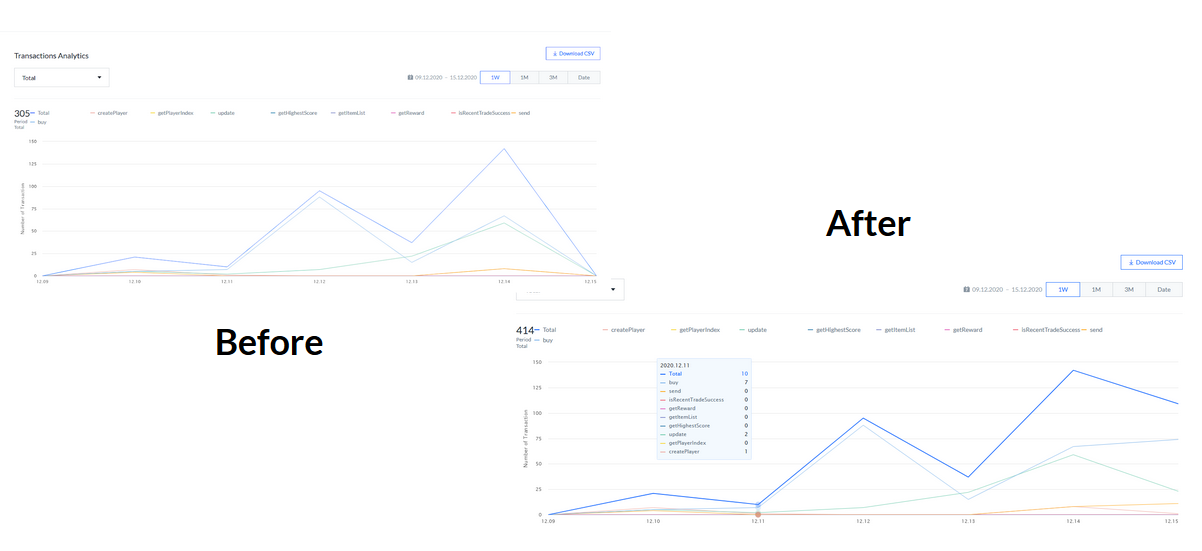 Transactions Analytics
Download CSV
Total
09.12.2020 - 15.12.2020 1W 1M 3M Date
305 Total createPlayer getPlayerIndex update getHighestScore getItemList getReward isRecentTradeSuccess send
Period buy
Total
Number of Transaction
150
125
100
75
50
25
0
12.09 12.10 12.11 12.12 12.13 12.14 12.15
Before
After
Download CSV
09.12.2020 - 15.12.2020 1W 1M 3M Date
414 Total createPlayer getPlayerIndex update getHighestScore getItemList getReward isRecentTradeSuccess send
Period buy
Total
Number of Transaction
150
125
100
75
50
25
0
2020.12.11
Total 10
buy 7
send 0
isRecentTradeSuccess 0
getReward 0
getItemList 0
getHighestScore 0
update 2
getPlayerIndex 0
createPlayer 1
12.09 12.10 12.11 12.12 12.13 12.14 12.15